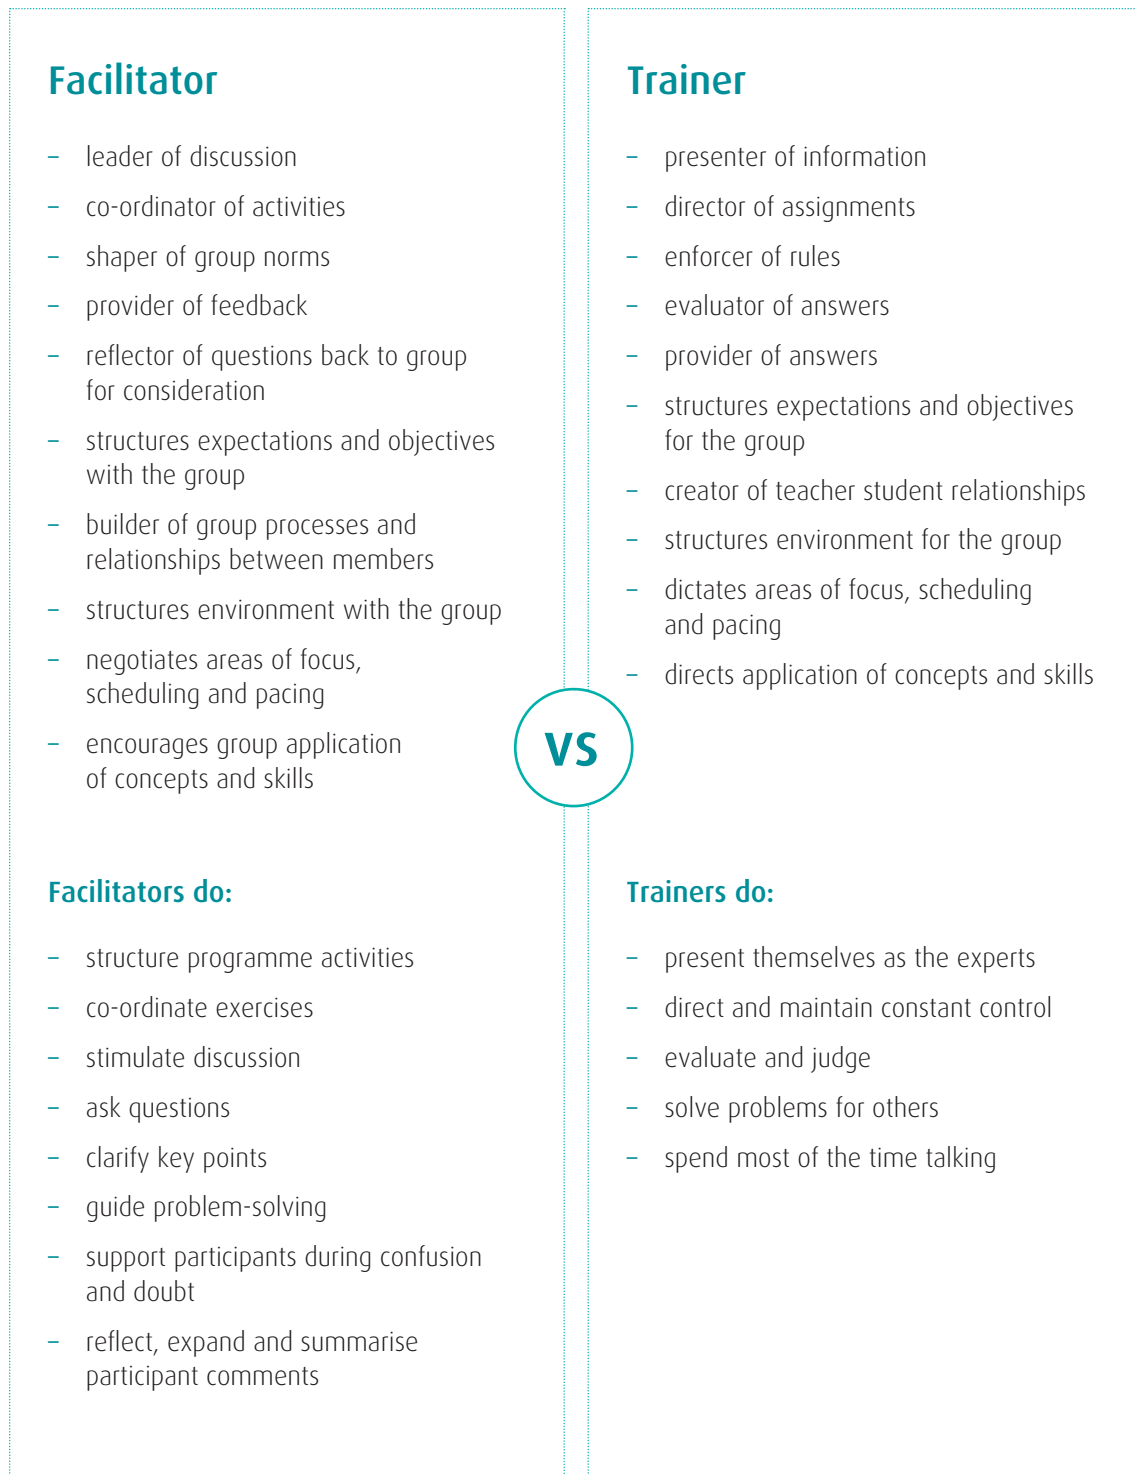 Facilitator
– leader of discussion
– co-ordinator of activities
– shaper of group norms
– provider of feedback
– reflector of questions back to group
for consideration
– structures expectations and objectives
with the group
– builder of group processes and
relationships between members
– structures environment with the group
– negotiates areas of focus,
scheduling and pacing
– encourages group application
of concepts and skills
Facilitators do:
– structure programme activities
– co-ordinate exercises
– stimulate discussion
– ask questions
– clarify key points
– guide problem-solving
– support participants during confusion
and doubt
– reflect, expand and summarise
participant comments
VS
Trainer
– presenter of information
– director of assignments
– enforcer of rules
– evaluator of answers
– provider of answers
– structures expectations and objectives
for the group
– creator of teacher student relationships
– structures environment for the group
– dictates areas of focus, scheduling
and pacing
– directs application of concepts and skills
Trainers do:
– present themselves as the experts
– direct and maintain constant control
– evaluate and judge
– solve problems for others
– spend most of the time talking